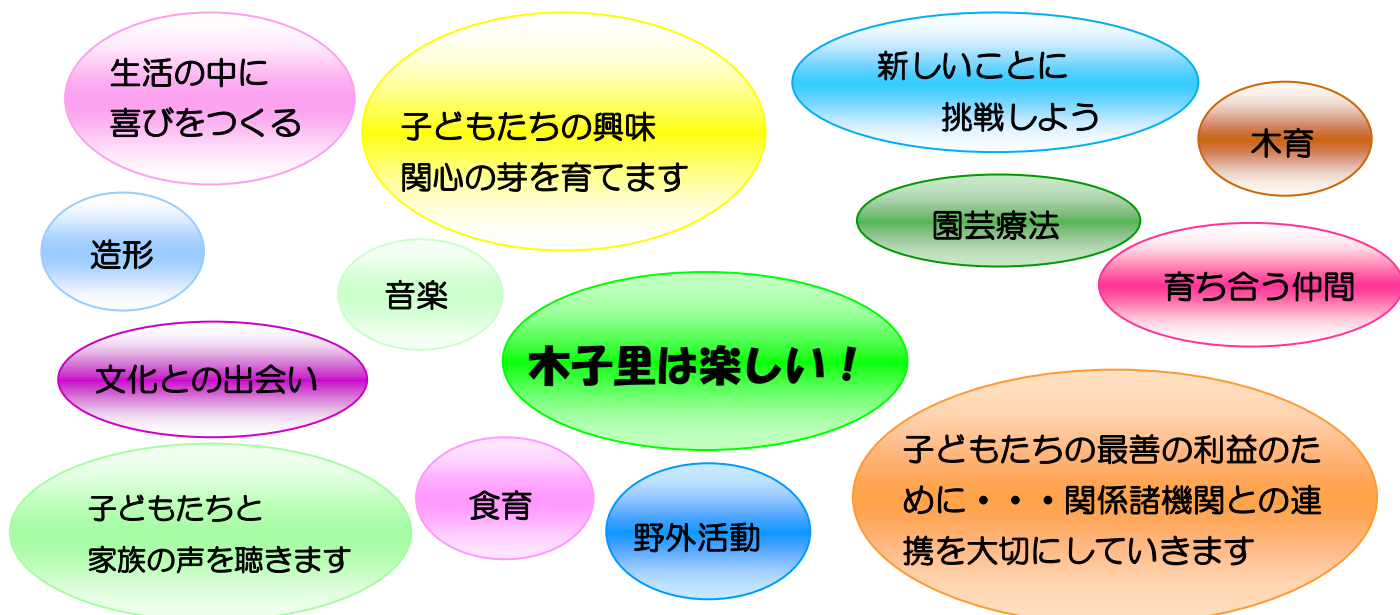 生活の中に
喜びをつくる
子どもたちの興味
関心の芽を育てます
新しいことに
挑戦しよう
木育
造形
音楽
園芸療法
育ち合う仲間
文化との出会い
木子里は楽しい！
子どもたちと
家族の声を聴きます
食育
野外活動
子どもたちの最善の利益のた
めに・・・関係諸機関との連
携を大切にしていきます